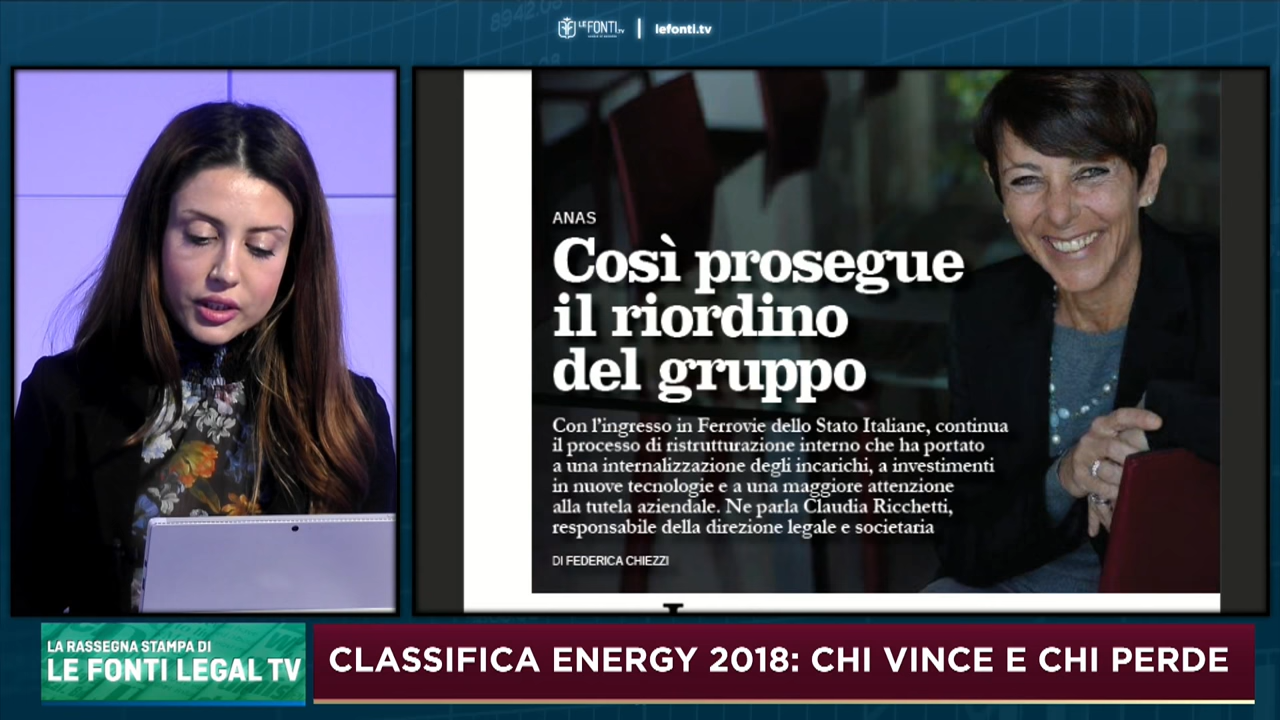 LE FONTI.TV
lefonti.tv
ANAS
Così prosegue
il riordino
del gruppo
Con l'ingresso in Ferrovie dello Stato Italiane, continua
il processo di ristrutturazione interno che ha portato
a una internalizzazione degli incarichi, a investimenti
in nuove tecnologie e a una maggiore attenzione
alla tutela aziendale. Ne parla Claudia Ricchetti,
responsabile della direzione legale e societaria
DI FEDERICA CHIEZZI
LA RASSEGNA STAMPA DI
LE FONTI LEGAL TV
CLASSIFICA ENERGY 2018: CHI VINCE E CHI PERDE